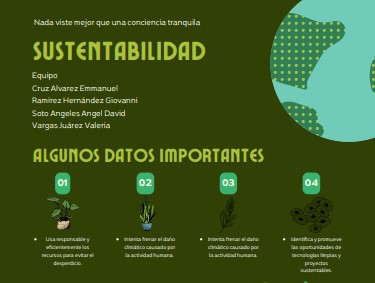 Nada viste mejor que una conciencia tranquila
SUSTENTABILIDAD
Equipo
Cruz Alvarez Emmanuel
Ramirez Hernández Giovanni
Soto Angeles Angel David
Vargas Juárez Valeria
ALGUNOS DATOS IMPORTANTES
01
Usa responsable y
eficientemente los
recursos para evitar el
desperdicio.
02
Intenta frenar el daño
climático causado por
la actividad humana.
03
Intenta frenar el daño
climático causado por
la actividad humana.
04
Identifica y promueve
las oportunidades de
tecnologías limpias y
proyectos
sustentables.